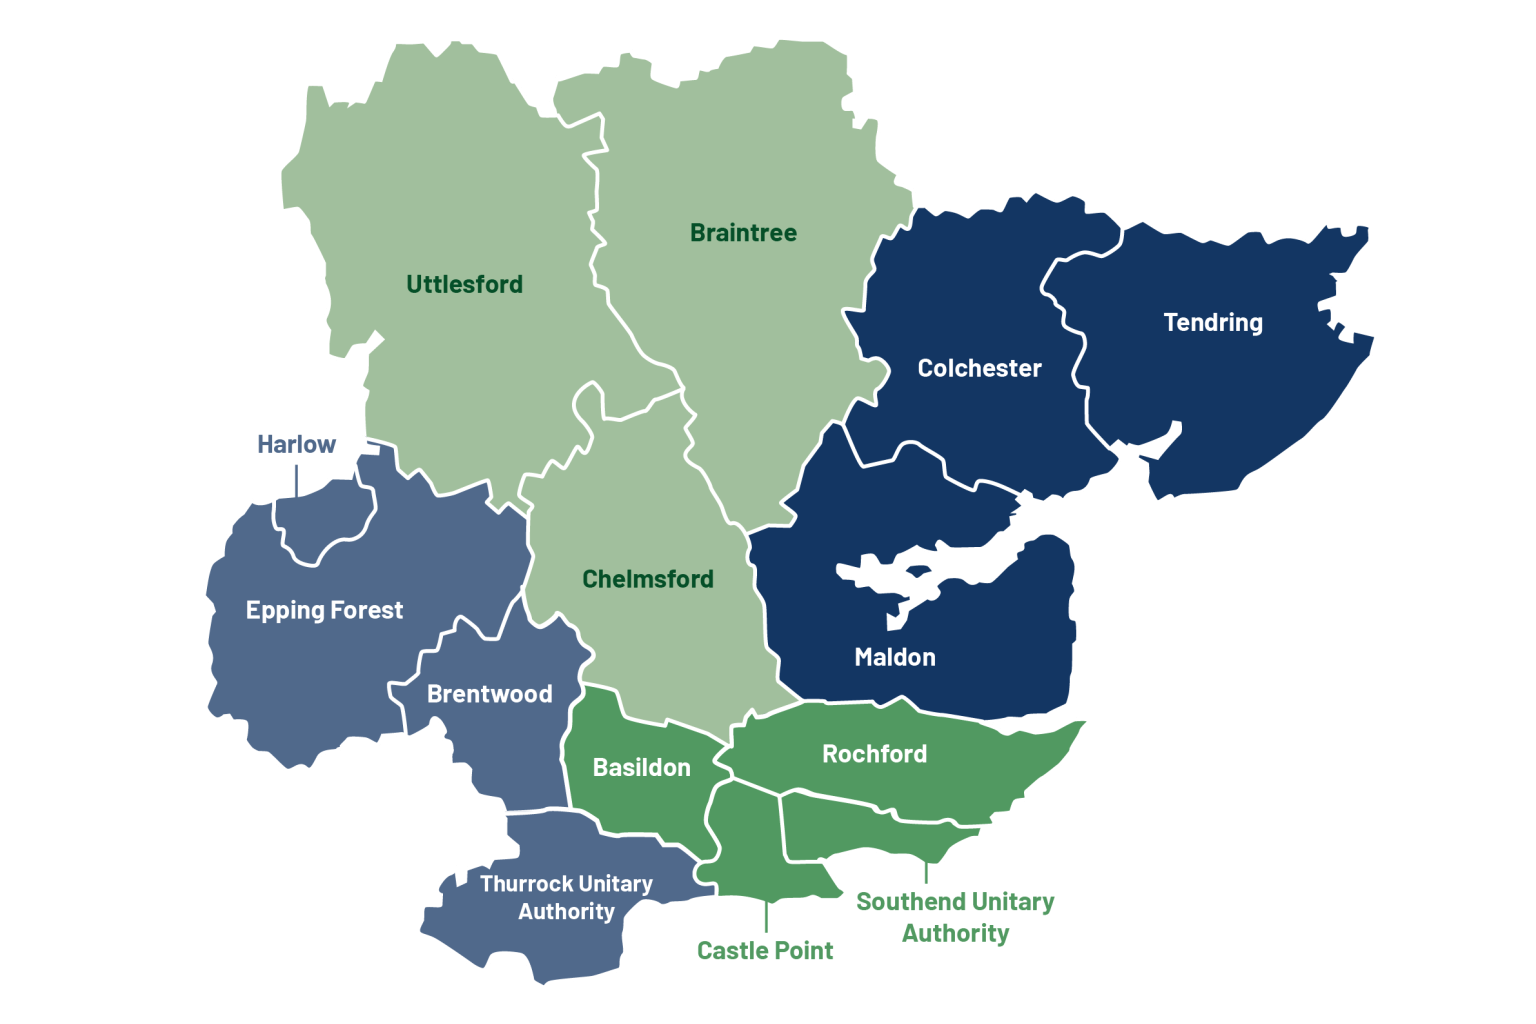 Braintree
Uttlesford
Tendring
Colchester
Harlow
Chelmsford
Epping Forest
Maldon
Brentwood
Rochford
Basildon
Thurrock Unitary
Authority
Southend Unitary
Authority
Castle Point